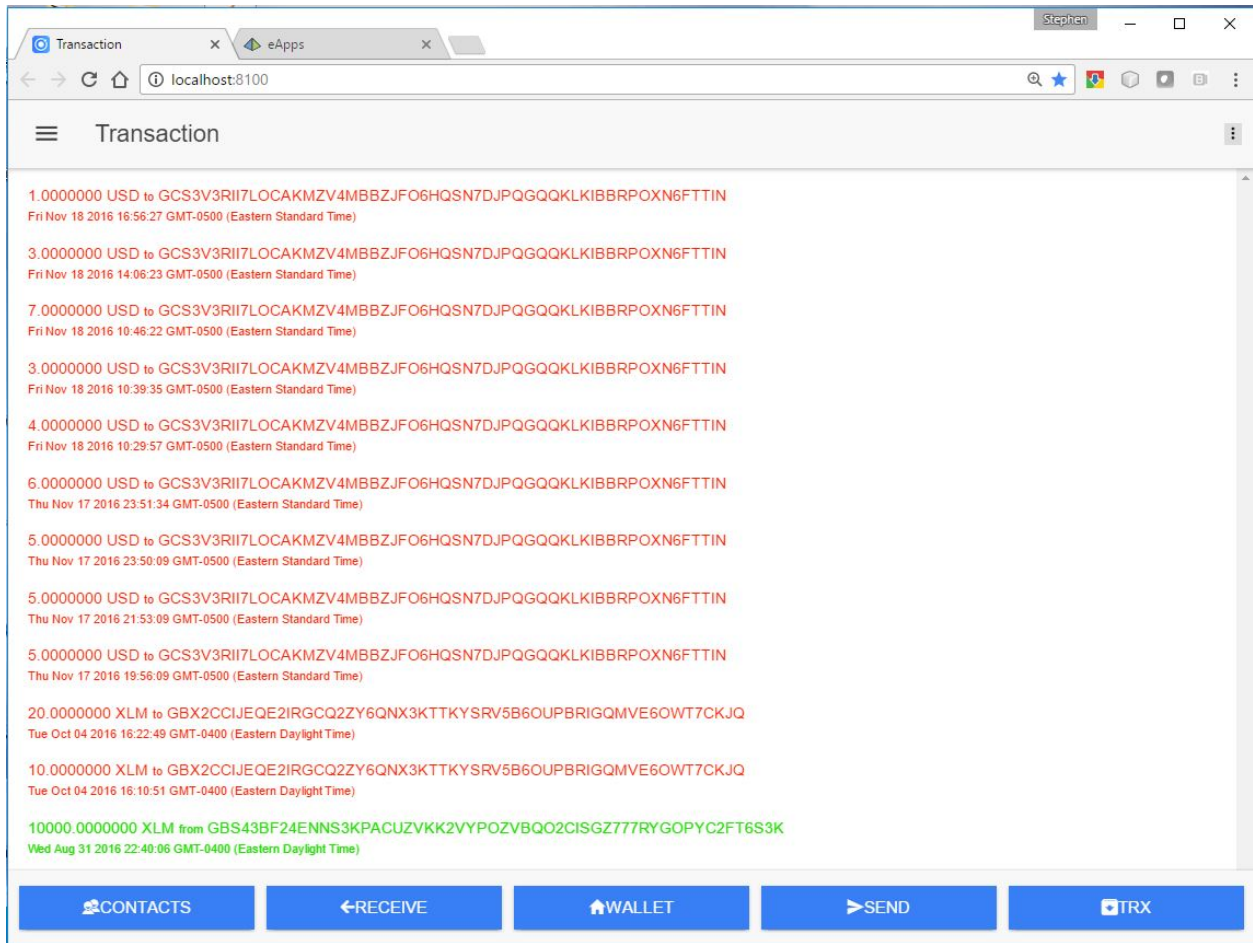 Stephen
Transaction
eApps
localhost:8100
Transaction
1.0000000 USD to GCS3V3RII7LOCAKMZV4MBBZJFO6HQSN7DJPQGQQKLKIBBRPOXN6FTTIN
Fri Nov 18 2016 16:56:27 GMT-0500 (Eastern Standard Time)
3.0000000 USD to GCS3V3RII7LOCAKMZV4MBBZJFO6HQSN7DJPQGQQKLKIBBRPOXN6FTTIN
Fri Nov 18 2016 14:06:23 GMT-0500 (Eastern Standard Time)
7.0000000 USD to GCS3V3RII7LOCAKMZV4MBBZJFO6HQSN7DJPQGQQKLKIBBRPOXN6FTTIN
Fri Nov 18 2016 10:46:22 GMT-0500 (Eastern Standard Time)
3.0000000 USD to GCS3V3RII7LOCAKMZV4MBBZJFO6HQSN7DJPQGQQKLKIBBRPOXN6FTTIN
Fri Nov 18 2016 10:39:35 GMT-0500 (Eastern Standard Time)
4.0000000 USD to GCS3V3RII7LOCAKMZV4MBBZJFO6HQSN7DJPQGQQKLKIBBRPOXN6FTTIN
Fri Nov 18 2016 10:29:57 GMT-0500 (Eastern Standard Time)
6.0000000 USD to GCS3V3RII7LOCAKMZV4MBBZJFO6HQSN7DJPQGQQKLKIBBRPOXN6FTTIN
Thu Nov 17 2016 23:51:34 GMT-0500 (Eastern Standard Time)
5.0000000 USD to GCS3V3RII7LOCAKMZV4MBBZJFO6HQSN7DJPQGQQKLKIBBRPOXN6FTTIN
Thu Nov 17 2016 23:50:09 GMT-0500 (Eastern Standard Time)
5.0000000 USD to GCS3V3RII7LOCAKMZV4MBBZJFO6HQSN7DJPQGQQKLKIBBRPOXN6FTTIN
Thu Nov 17 2016 21:53:09 GMT-0500 (Eastern Standard Time)
5.0000000 USD to GCS3V3RII7LOCAKMZV4MBBZJFO6HQSN7DJPQGQQKLKIBBRPOXN6FTTIN
Thu Nov 17 2016 19:56:09 GMT-0500 (Eastern Standard Time)
20.0000000 XLM to GBX2CCIJEQE2IRGCQ2ZY6QNX3KTTKYSRV5B6OUPBRIGQMVE6OWT7CKJQ
Tue Oct 04 2016 16:22:49 GMT-0400 (Eastern Daylight Time)
10.0000000 XLM to GBX2CCIJEQE2IRGCQ2ZY6QNX3KTTKYSRV5B6OUPBRIGQMVE6OWT7CKJQ
Tue Oct 04 2016 16:10:51 GMT-0400 (Eastern Daylight Time)
10000.0000000 XLM from GBS43BF24ENNS3KPACUZVKK2VYPOZVBQO2CISGZ777RYGOPYC2FT6S3K
Wed Aug 31 2016 22:40:06 GMT-0400 (Eastern Daylight Time)
CONTACTS
RECEIVE
WALLET
SEND
TRX